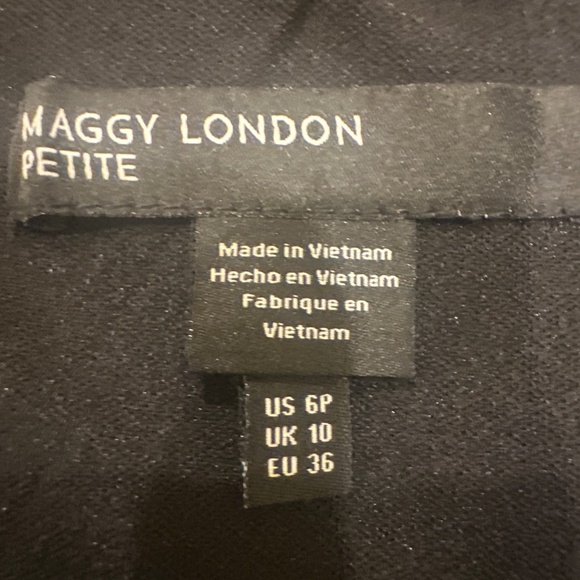 MAGGY LONDON
PETITE
Made in Vietnam
Hecho en Vietnam
Fabrique en
Vietnam
US 6P
UK 10
EU 36